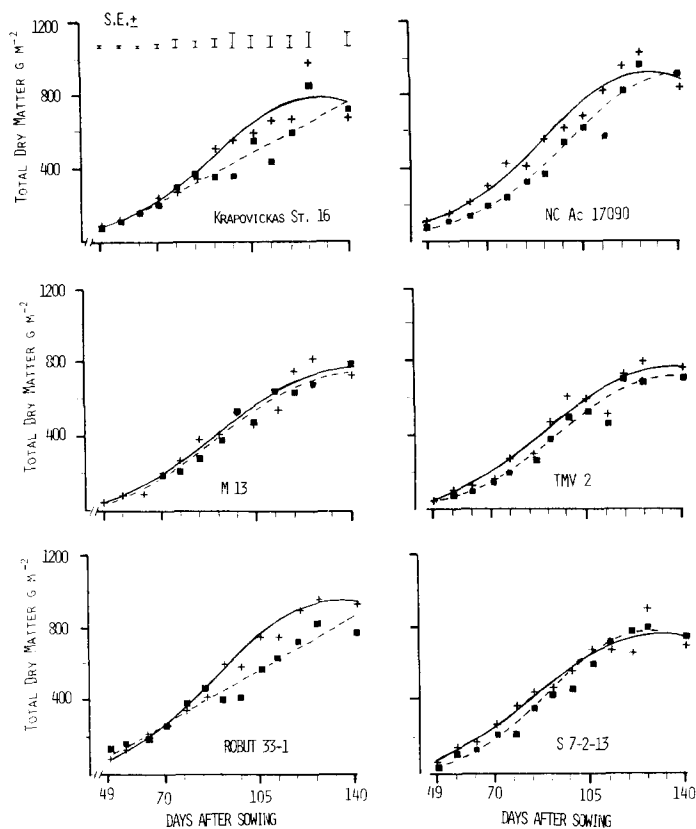 S.E.±
1200
800
400
TOTAL DRY MATTER G M⁻²
KRAPOVICKAS ST. 16
NC AC 17090
1200
800
400
TOTAL DRY MATTER G M⁻²
M 13
TMV 2
1200
800
400
TOTAL DRY MATTER G M⁻²
ROBUT 33-1
S 7-2-13
49 70 105 140
49 70 105 140
DAYS AFTER SOWING
DAYS AFTER SOWING